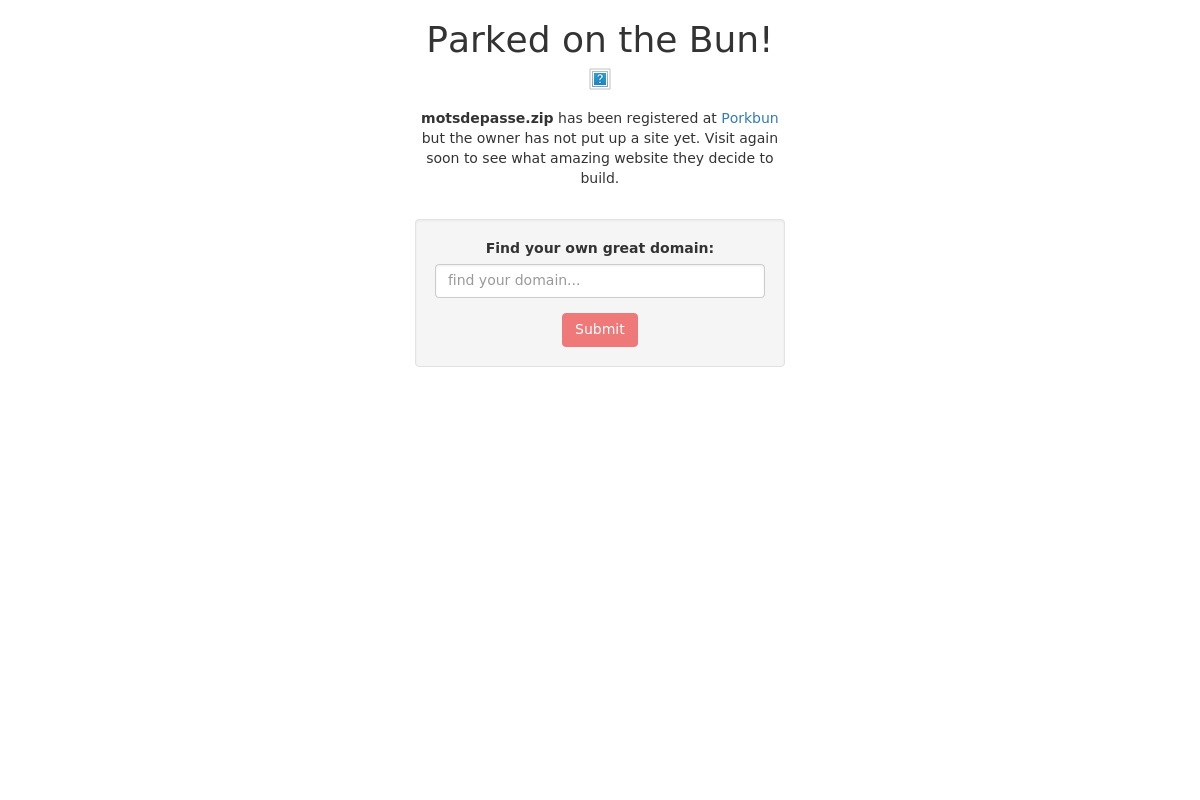 Parked on the Bun!
?
motsdepasse.zip has been registered at Porkbun
but the owner has not put up a site yet. Visit again
soon to see what amazing website they decide to
build.
Find your own great domain:
find your domain...
Submit